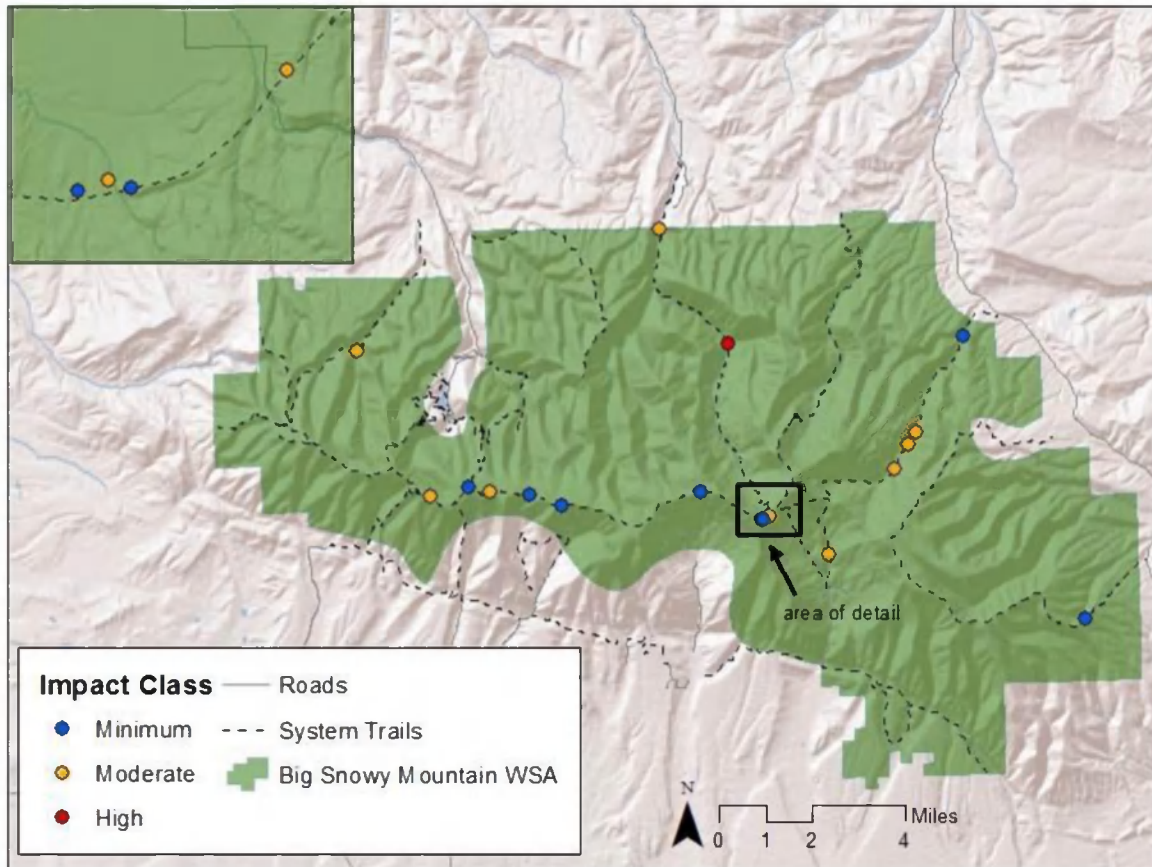 area of detail
Impact Class
Roads
Minimum
System Trails
Moderate
Big Snowy Mountain WSA
High
N
Miles
0 1 2 4